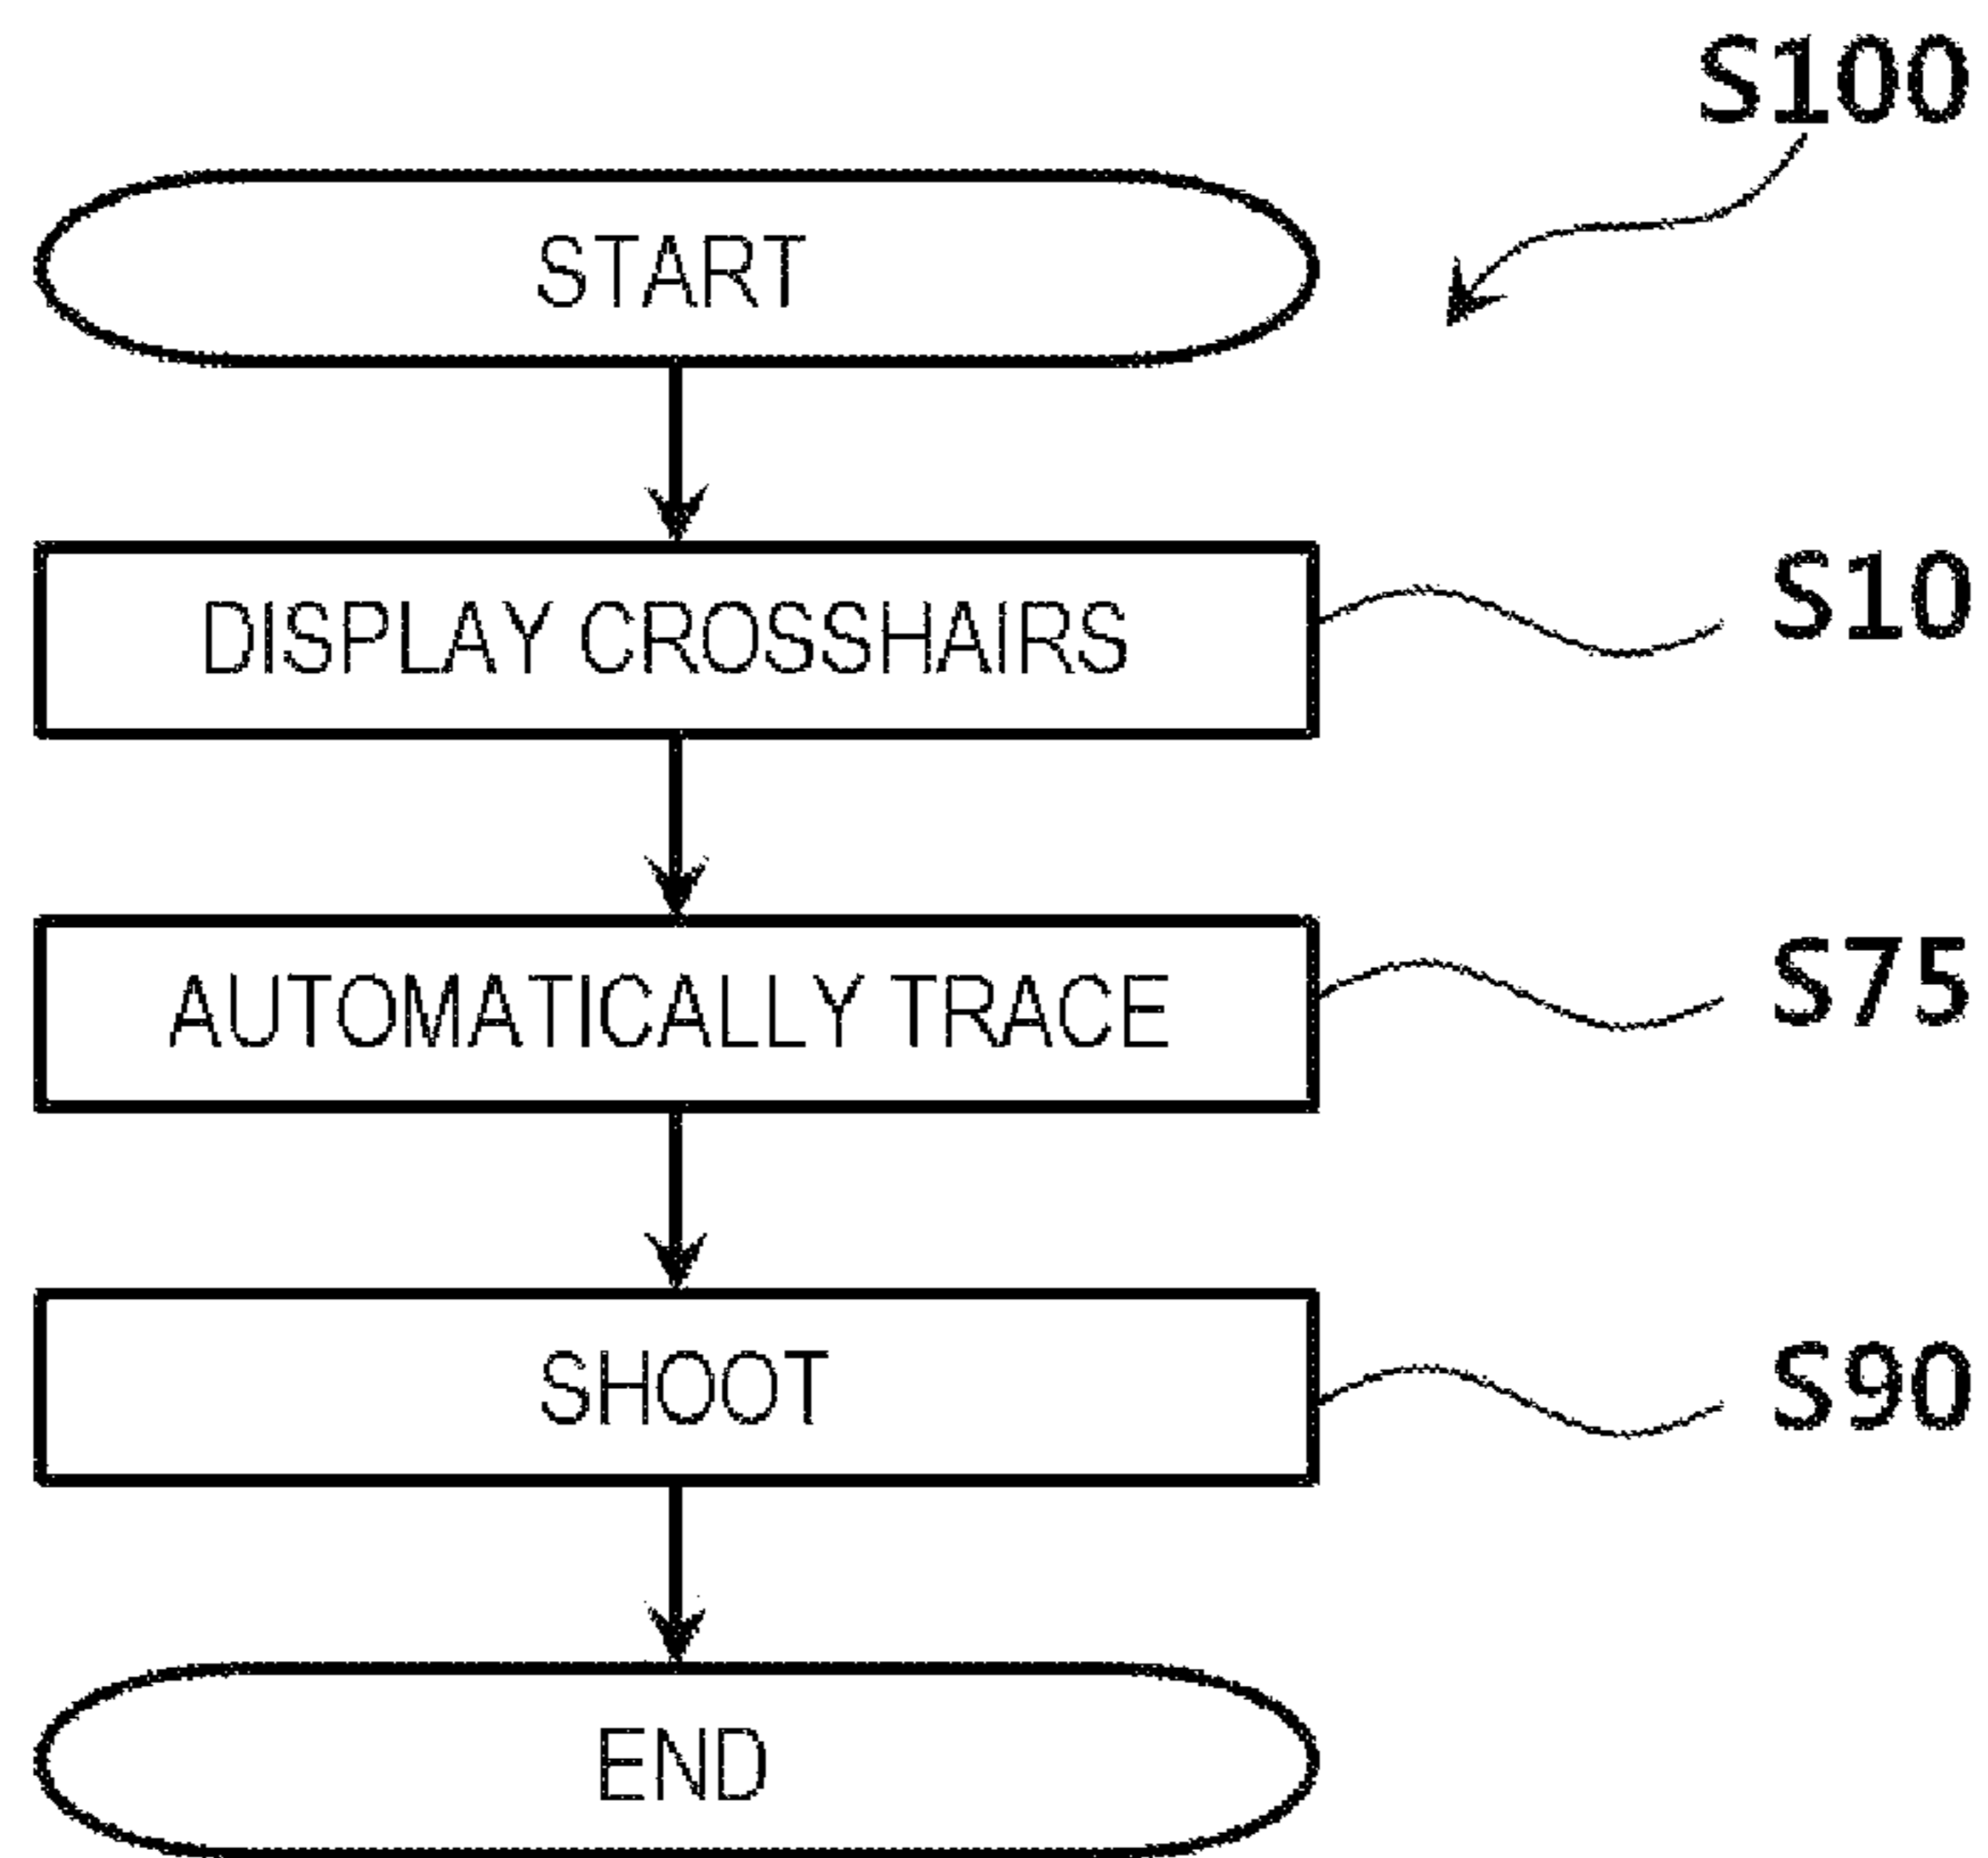 S100
START
DISPLAY CROSSHAIRS
S10
AUTOMATICALLY TRACE
S75
SHOOT
S90
END